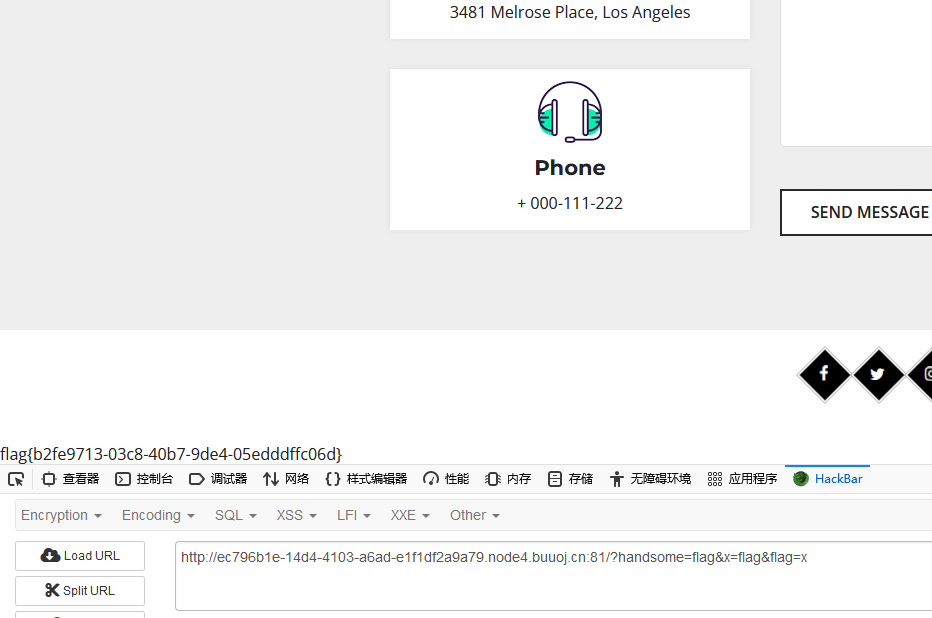 3481 Melrose Place, Los Angeles
Phone
+ 000-111-222
SEND MESSAGE
flag{b2fe9713-03c8-40b7-9de4-05edddffc06d}
查看器 控制台 调试器 网络 样式编辑器 性能 内存 存储 无障碍环境 应用程序 HackBar
Encryption Encoding SQL XSS LFI XXE Other
Load URL
http://ec796b1e-14d4-4103-a6ad-e1f1df2a9a79.node4.buuoj.cn:81/?handsome=flag&x=flag&flag=x
Split URL